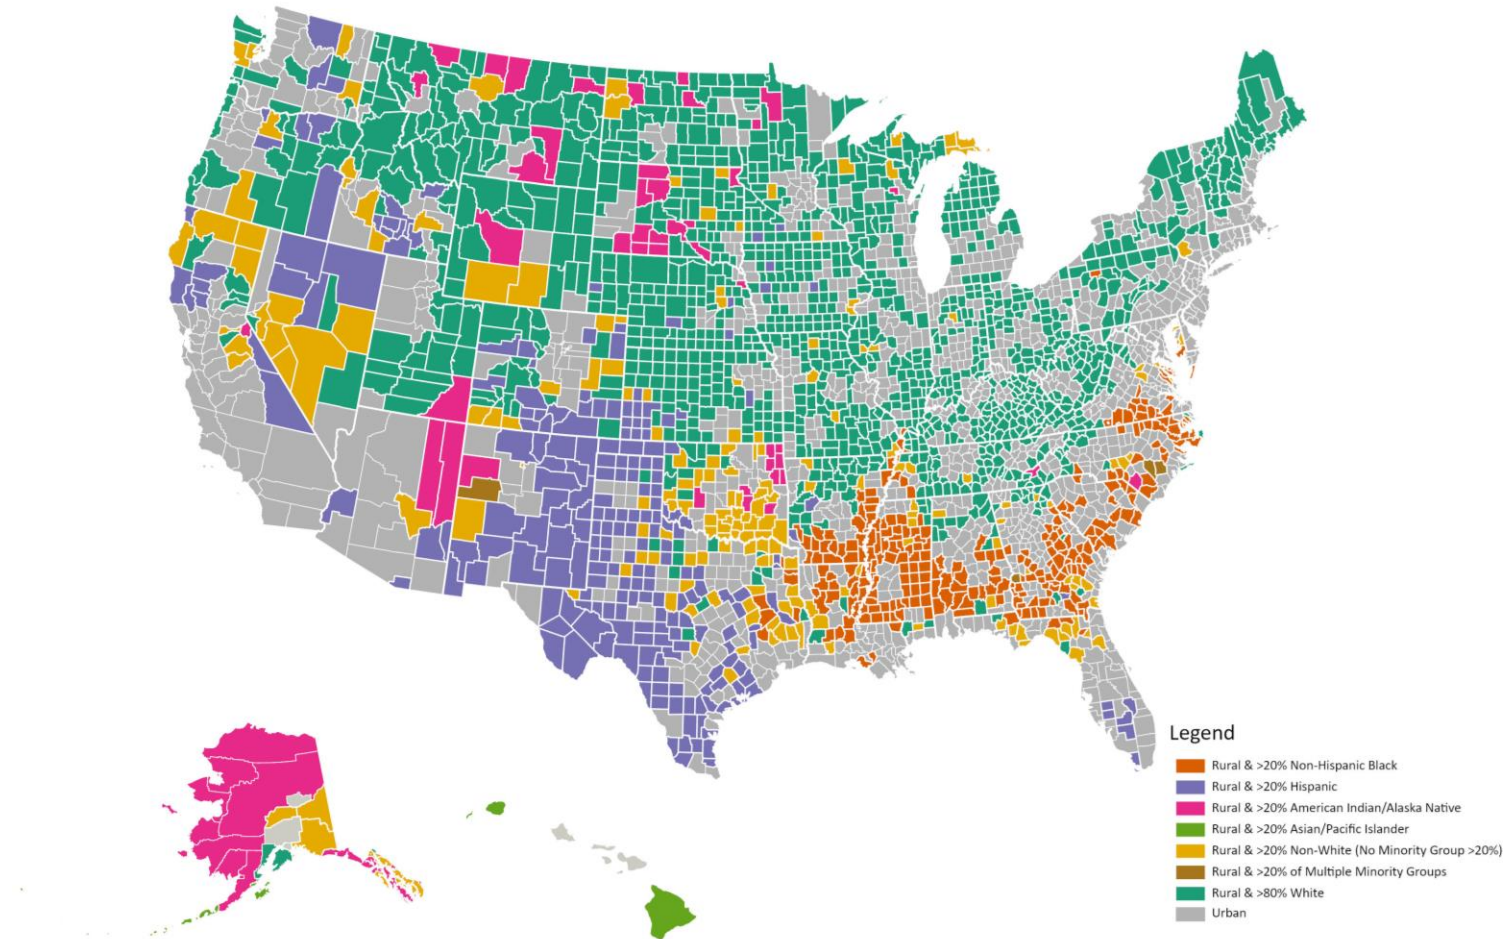 Legend
Rural & >20% Non-Hispanic Black
Rural & >20% Hispanic
Rural & >20% American Indian/Alaska Native
Rural & >20% Asian/Pacific Islander
Rural & >20% Non-White (No Minority Group >20%)
Rural & >20% of Multiple Minority Groups
Rural & >80% White
Urban